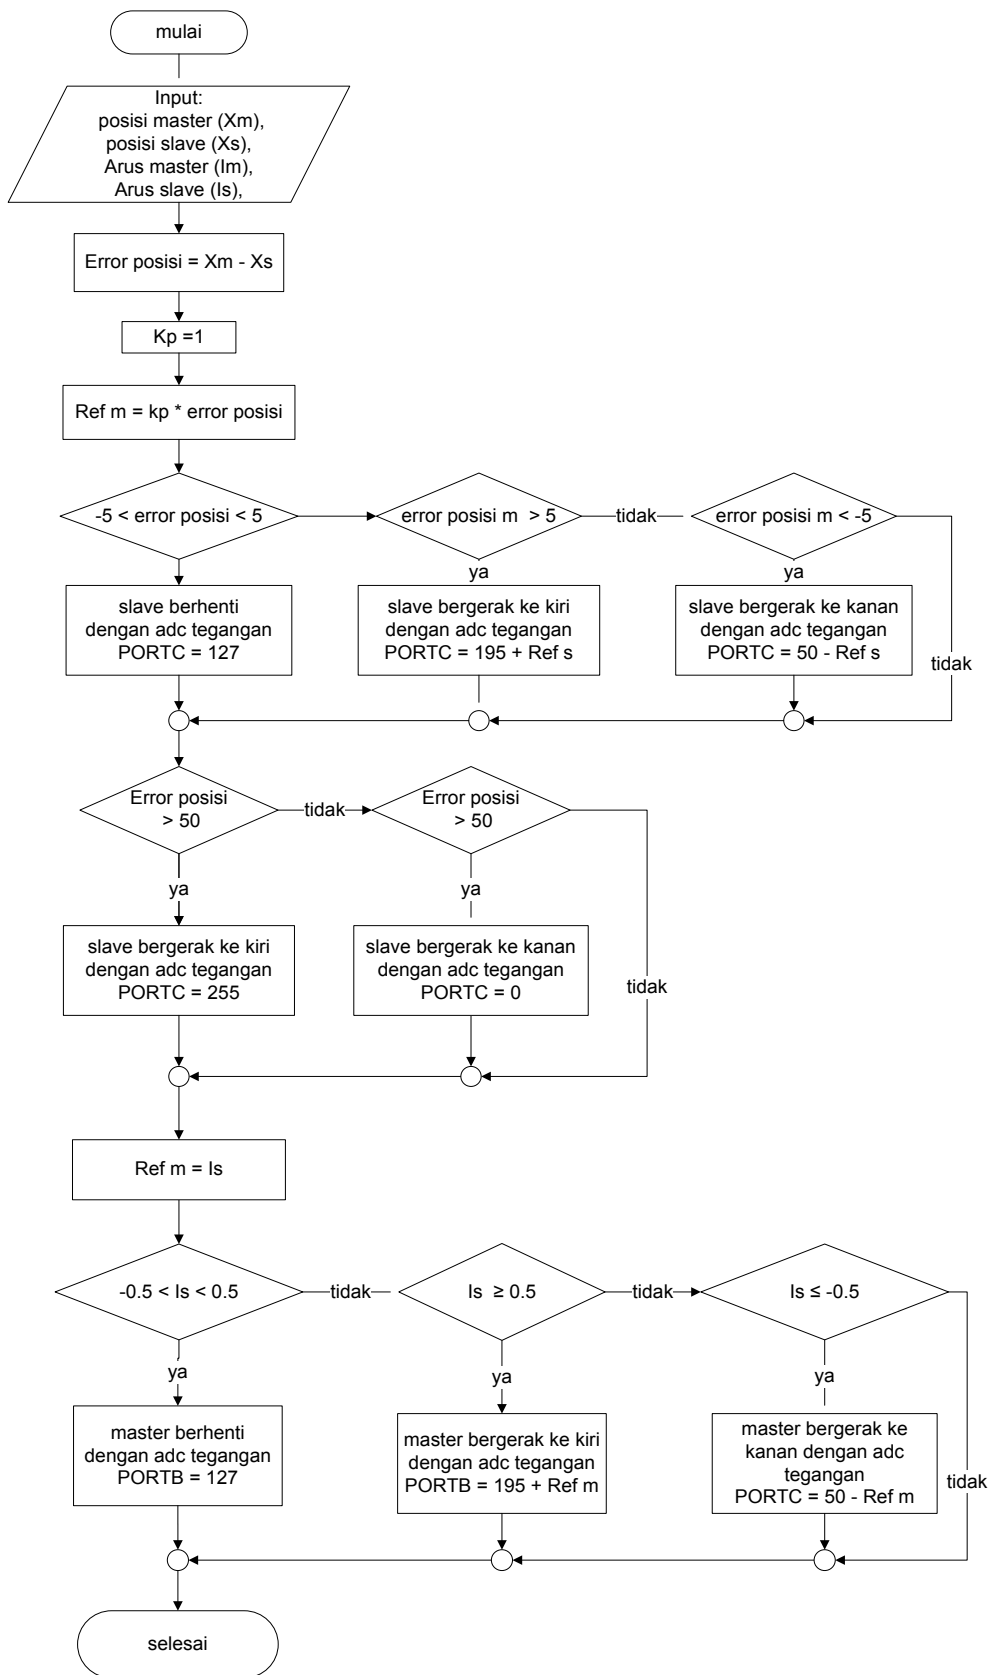 mulai
Input:
posisi master (Xm),
posisi slave (Xs),
Arus master (Im),
Arus slave (Is),
Error posisi = Xm - Xs
Kp =1
Ref m = kp * error posisi
-5 < error posisi < 5
error posisi m > 5
tidak
error posisi m < -5
ya
ya
slave berhenti
dengan adc tegangan
PORTC = 127
slave bergerak ke kiri
dengan adc tegangan
PORTC = 195 + Ref s
slave bergerak ke kanan
dengan adc tegangan
PORTC = 50 - Ref s
tidak
Error posisi
> 50
tidak
Error posisi
> 50
ya
ya
slave bergerak ke kiri
dengan adc tegangan
PORTC = 255
slave bergerak ke kanan
dengan adc tegangan
PORTC = 0
tidak
Ref m = Is
-0.5 < Is < 0.5
tidak
Is ≥ 0.5
tidak
Is ≤ -0.5
ya
ya
ya
master berhenti
dengan adc tegangan
PORTB = 127
master bergerak ke kiri
dengan adc tegangan
PORTB = 195 + Ref m
master bergerak ke
kanan dengan adc
tegangan
PORTC = 50 - Ref m
tidak
selesai